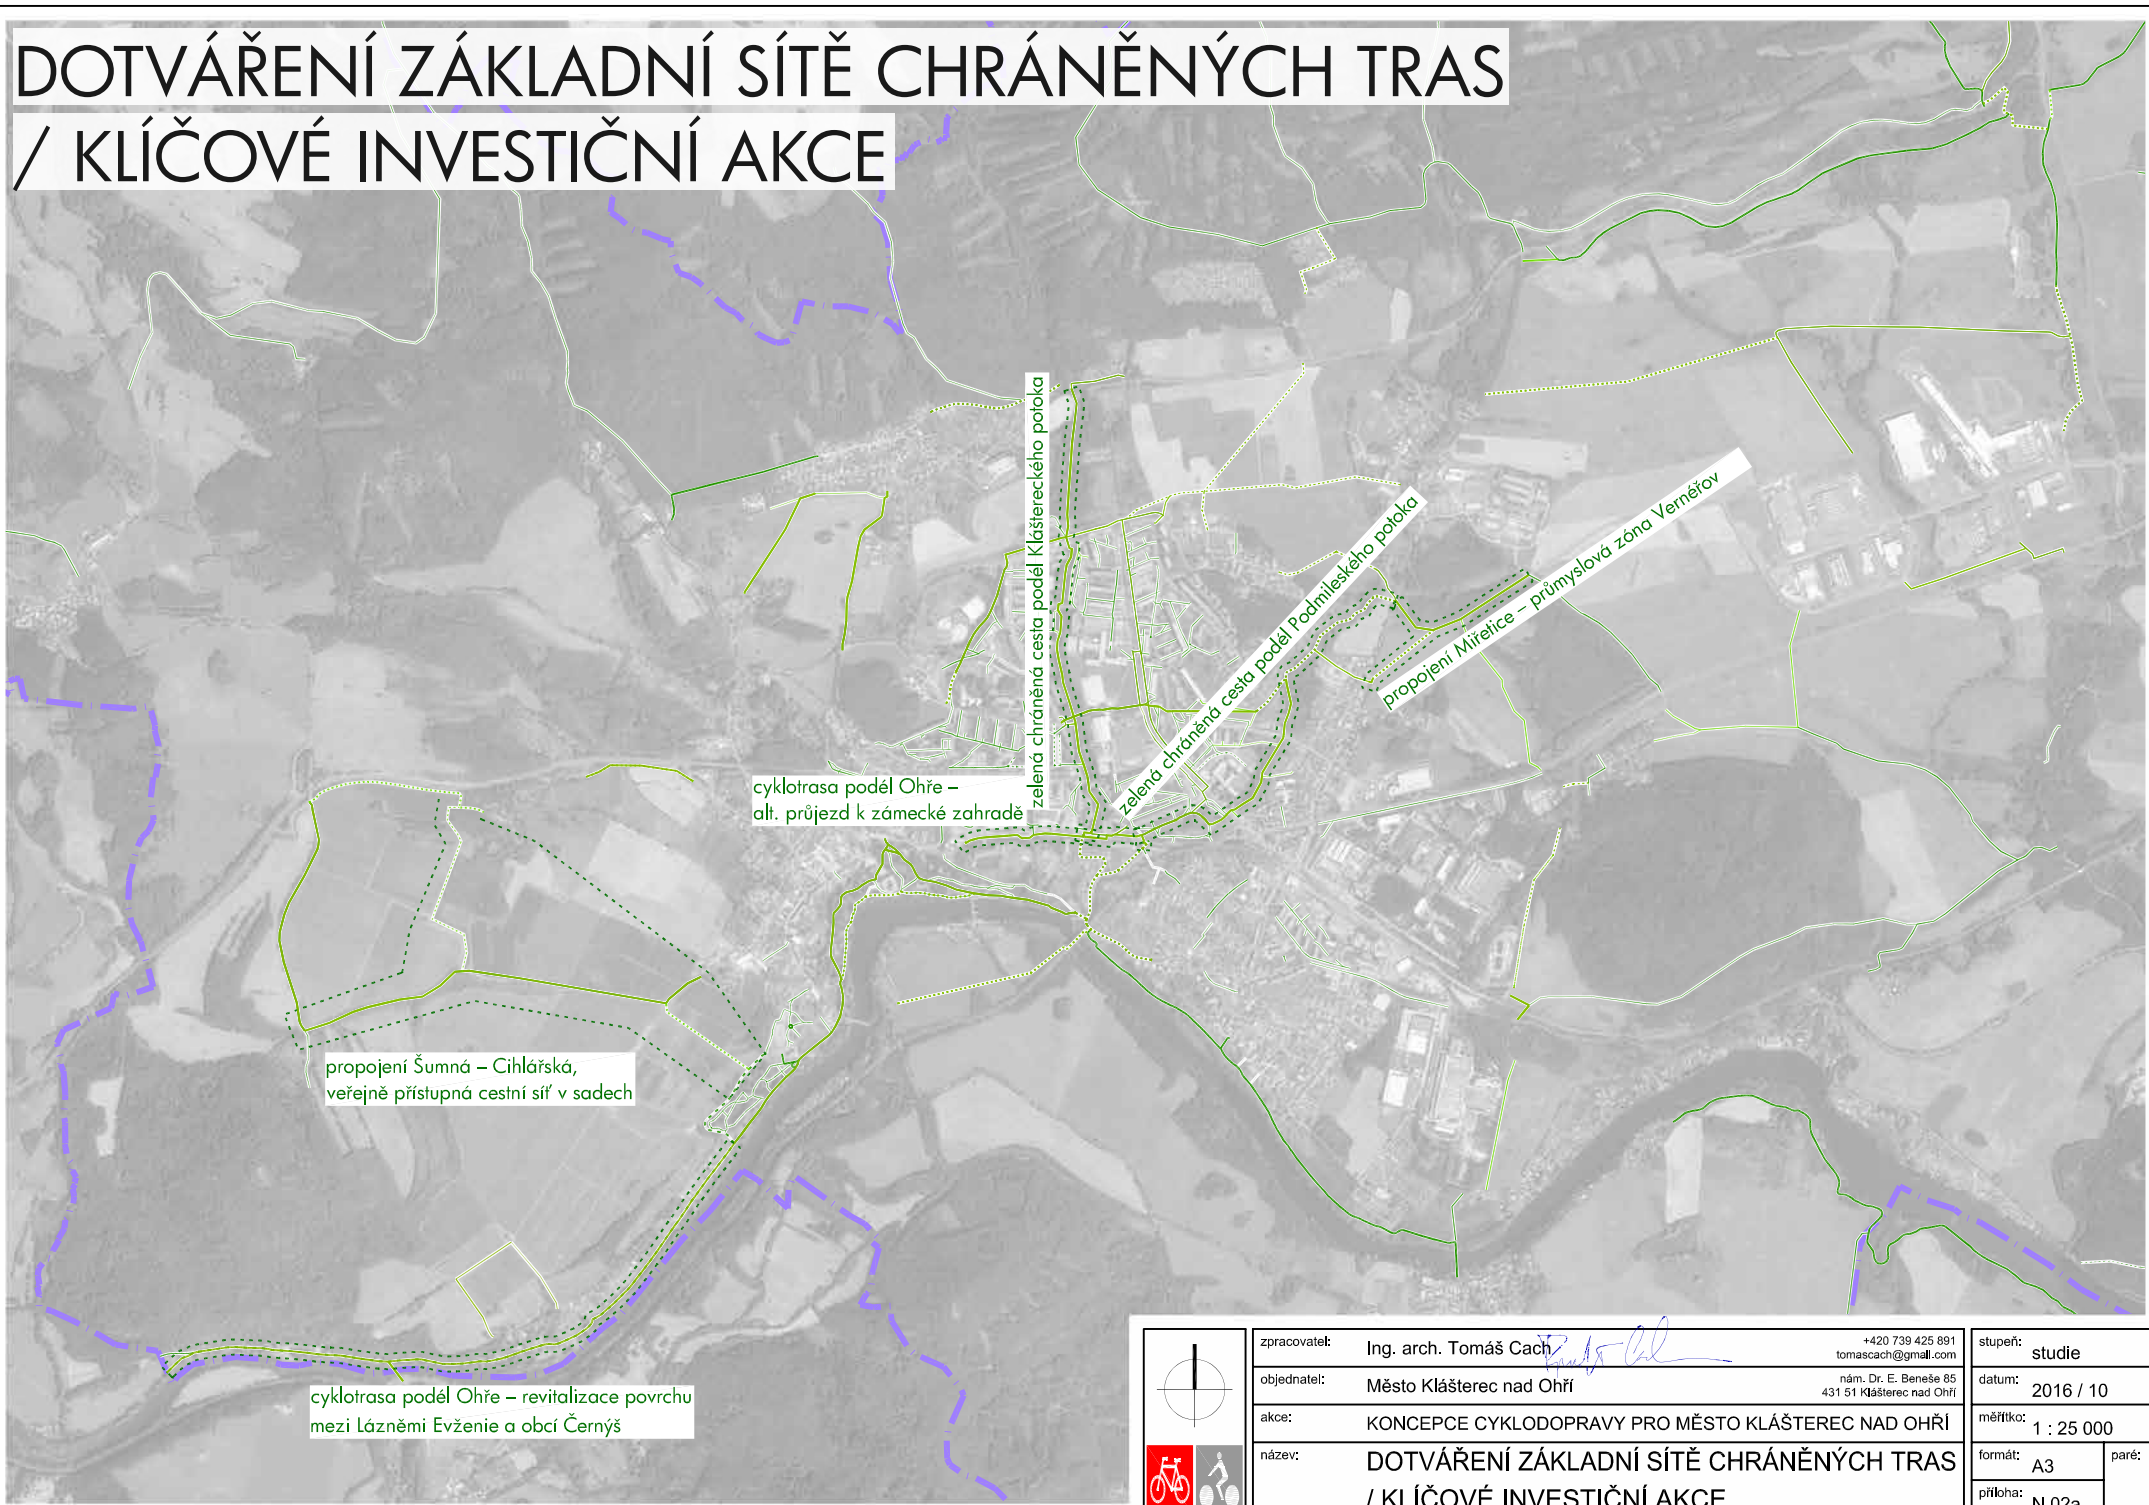 DOTVÁŘENÍ ZÁKLADNÍ SÍTĚ CHRÁNĚNÝCH TRAS
/ KLÍČOVÉ INVESTIČNÍ AKCE
zelená chráněná cesta podél Kláštereckého potoka
zelená chráněná cesta podél Podmileského potoka
propojení Miřetice – průmyslová zóna Vernéřov
cyklotrasa podél Ohře –
alt. průjezd k zámecké zahradě
propojení Šumná – Cihlářská,
veřejně přístupná cestní síť v sadech
cyklotrasa podél Ohře – revitalizace povrchu
mezi Lázněmi Evženie a obcí Černýš
zpracovatel: Ing. arch. Tomáš Cach
+420 739 425 891
tomascach@gmail.com
objednatel: Město Klášterec nad Ohří
nám. Dr. E. Beneše 85
431 51 Klášterec nad Ohří
akce: KONCEPCE CYKLODOPRAVY PRO MĚSTO KLÁŠTEREC NAD OHŘÍ
název: DOTVÁŘENÍ ZÁKLADNÍ SÍTĚ CHRÁNĚNÝCH TRAS
/ KLÍČOVÉ INVESTIČNÍ AKCE
stupeň: studie
datum: 2016 / 10
měřítko: 1 : 25 000
formát: A3
paré:
příloha: N.02a